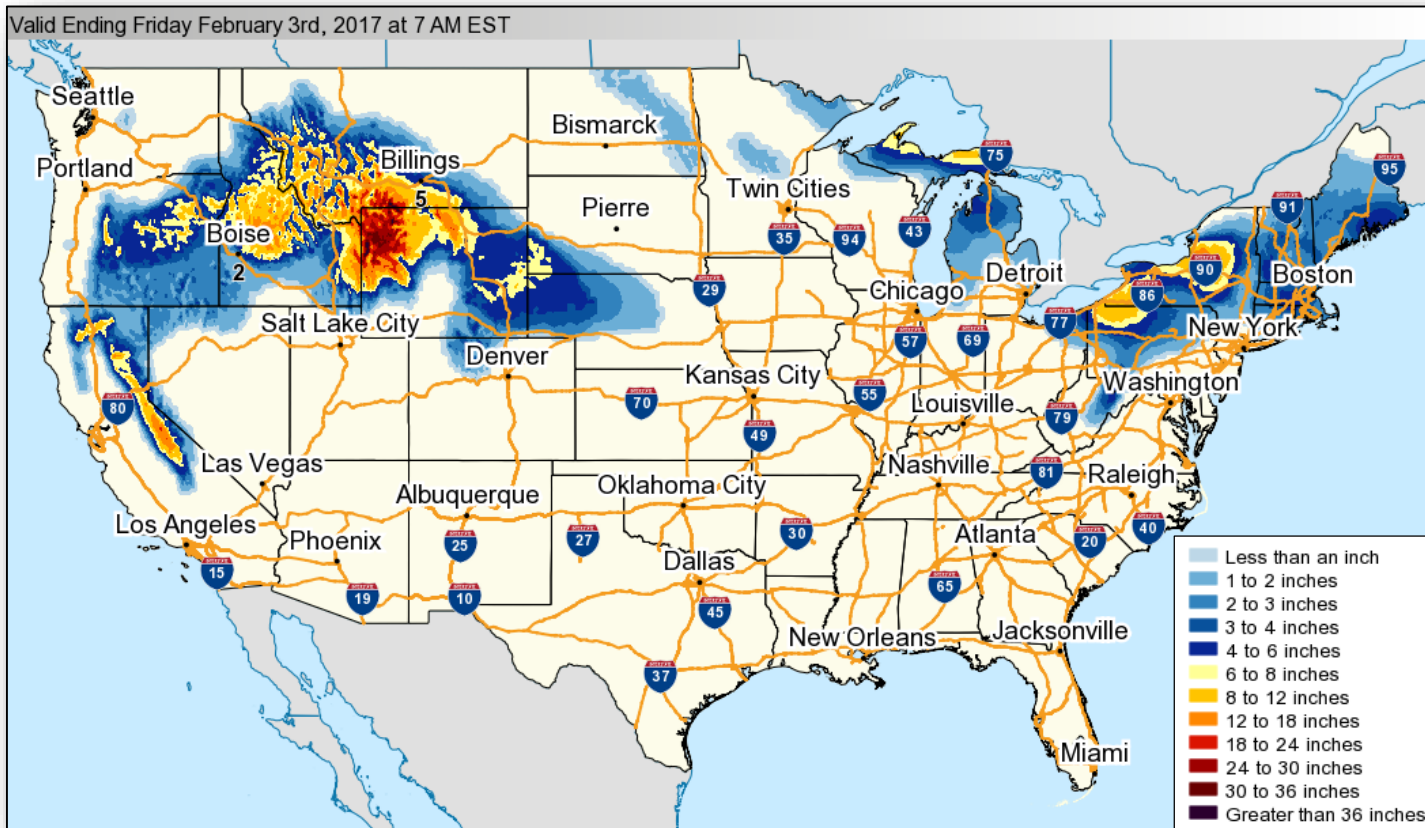 Valid Ending Friday February 3rd, 2017 at 7 AM EST
Seattle
Portland
Bismarck
Billings
5
Pierre
Boise
2
Twin Cities
75
95
91
35
94
43
90
Boston
Detroit
86
29
Chicago
77
New York
Salt Lake City
Denver
57
69
Washington
Kansas City
80
70
55
Louisville
79
49
Las Vegas
Nashville
81
Raleigh
Albuquerque
Oklahoma City
Los Angeles
Phoenix
25
27
30
Atlanta
20
40
15
Dallas
19
10
45
65
New Orleans
Jacksonville
37
Miami
Less than an inch
1 to 2 inches
2 to 3 inches
3 to 4 inches
4 to 6 inches
6 to 8 inches
8 to 12 inches
12 to 18 inches
18 to 24 inches
24 to 30 inches
30 to 36 inches
Greater than 36 inches